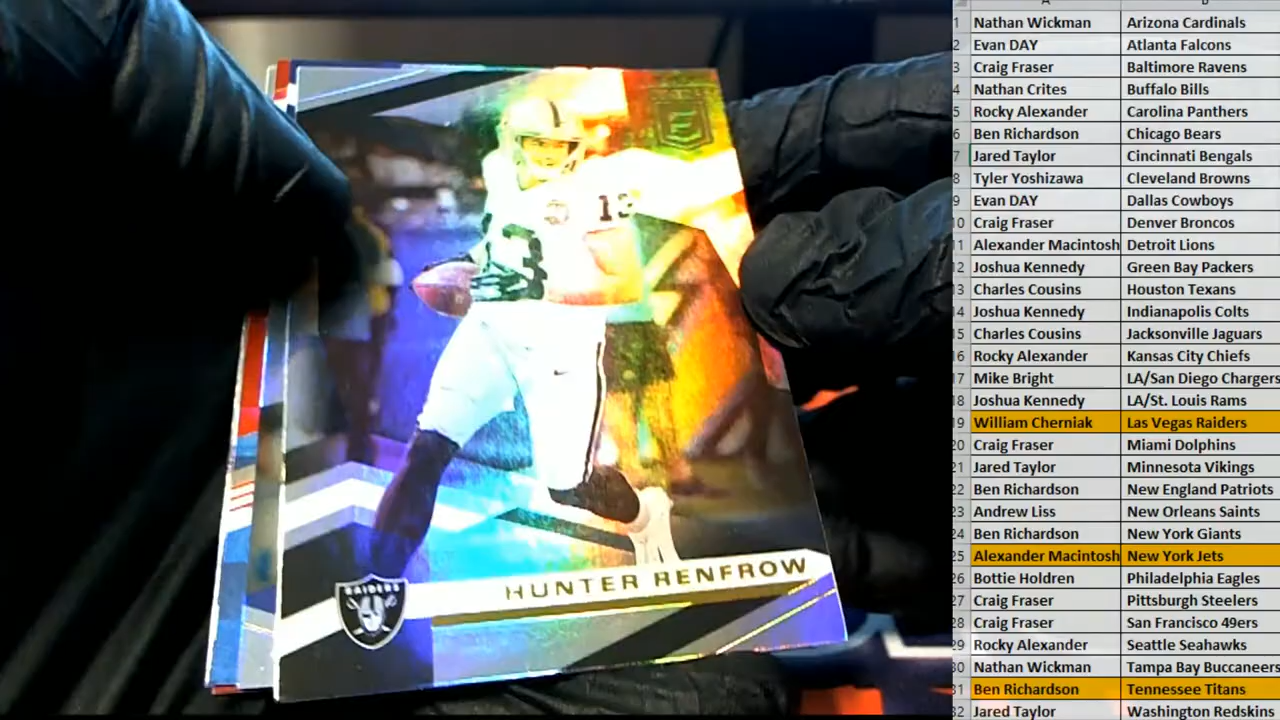 HUNTER RENFROW
RAIDERS
13
3
A
1 Nathan Wickman Arizona Cardinals
2 Evan DAY Atlanta Falcons
3 Craig Fraser Baltimore Ravens
4 Nathan Crites Buffalo Bills
5 Rocky Alexander Carolina Panthers
6 Ben Richardson Chicago Bears
7 Jared Taylor Cincinnati Bengals
8 Tyler Yoshizawa Cleveland Browns
9 Evan DAY Dallas Cowboys
10 Craig Fraser Denver Broncos
11 Alexander Macintosh Detroit Lions
12 Joshua Kennedy Green Bay Packers
13 Charles Cousins Houston Texans
14 Joshua Kennedy Indianapolis Colts
15 Charles Cousins Jacksonville Jaguars
16 Rocky Alexander Kansas City Chiefs
17 Mike Bright LA/San Diego Chargers
18 Joshua Kennedy LA/St. Louis Rams
19 William Cherniak Las Vegas Raiders
20 Craig Fraser Miami Dolphins
21 Jared Taylor Minnesota Vikings
22 Ben Richardson New England Patriots
23 Andrew Liss New Orleans Saints
24 Ben Richardson New York Giants
25 Alexander Macintosh New York Jets
26 Bottie Holdren Philadelphia Eagles
27 Craig Fraser Pittsburgh Steelers
28 Craig Fraser San Francisco 49ers
29 Rocky Alexander Seattle Seahawks
30 Nathan Wickman Tampa Bay Buccaneers
31 Ben Richardson Tennessee Titans
32 Jared Taylor Washington Redskins